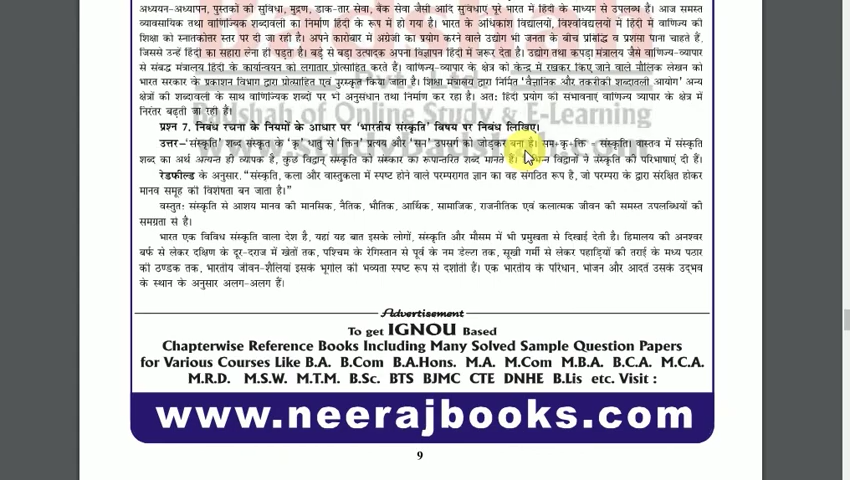 अध्ययन-अध्यापन, पुस्तकों की सुविधा, मुद्रण, डाक-तार सेवा, बैंक सेवा जैसी आदि सुविधाएं पूरे भारत में हिंदी के माध्यम से उपलब्ध है। आज समस्त
व्यावसायिक तथा वाणिज्यिक शब्दावली का निर्माण हिंदी के रूप में हो गया है। भारत के अधिकांश विद्यालयों, विश्वविद्यालयों में हिंदी में वाणिज्य की
शिक्षा को स्नातकोत्तर स्तर पर दी जा रही है। अपने कारोबार में अंग्रेजी का प्रयोग करने वाले उद्योग भी जनता के बीच प्रसिद्धि व प्रशंसा पाना चाहते हैं,
जिससे उन्हें हिंदी का सहारा लेना ही पड़ता है। बड़े से बड़ा उत्पादक अपना विज्ञापन हिंदी में जरूर देता है। उद्योग तथा कपड़ा मंत्रालय जैसे वाणिज्य-व्यापार
से संबद्ध मंत्रालय हिंदी के कार्यान्वयन को लगातार प्रोत्साहित करते है। वाणिज्य-व्यापार के क्षेत्र को केन्द्र में रखकर किए जाने वाले मौलिक लेखन को
भारत सरकार के प्रकाशन विभाग द्वारा प्रोत्साहित एवं पुरस्कृत किया जाता है। शिक्षा मंत्रालय द्वारा निर्मित 'वैज्ञानिक और तकनीकी शब्दावली, आयोग' अन्य
क्षेत्रों की शब्दावली के साथ वाणिज्यिक शब्दों पर भी अनुसंधान तथा निर्माण कर रहा है। अतः हिंदी प्रयोग की संभावनाएं वाणिज्य व्यापार के क्षेत्र में
निरंतर बढ़ती जा रही हैं।
Pvt. Ltd.
Badshah of Online Study & E-Learning
प्रश्न 7. निबंध रचना के नियमों के आधार पर 'भारतीय संस्कृति' विषय पर निबंध लिखिए।
उत्तर–'संस्कृति' शब्द संस्कृत के 'कृ' धातु से 'क्तिन' प्रत्यय और 'सन' उपसर्ग को जोड़कर बना है। सम+कृ+क्ति - संस्कृति। वास्तव में संस्कृति
शब्द का अर्थ अत्यन्त ही व्यापक है, कुछ विद्वान् संस्कृति को संस्कार का रूपान्तरित शब्द मानते हैं। विद्वानों ने संस्कृति की परिभाषाएं दी हैं।
रेडफील्ड के अनुसार, "संस्कृति, कला और वास्तुकला में स्पष्ट होने वाले परम्परागत ज्ञान का वह संगठित रूप है, जो परम्परा के द्वारा संरक्षित होकर
मानव समूह की विशेषता बन जाता है।"
वस्तुतः संस्कृति से आशय मानव की मानसिक, नैतिक, भौतिक, आर्थिक, सामाजिक, राजनीतिक एवं कलात्मक जीवन की समस्त उपलब्धियों की
समग्रता से है।
भारत एक विविध संस्कृति वाला देश है, यहां यह बात इसके लोगों, संस्कृति और मौसम में भी प्रमुखता से दिखाई देती है। हिमालय की अनश्वर
बर्फ से लेकर दक्षिण के दूर-दराज में खेतों तक, पश्चिम के रेगिस्तान से पूर्व के नम डेल्टा तक, सूखी गर्मी से लेकर पहाड़ियों की तराई के मध्य पठार
की ठण्डक तक, भारतीय जीवन-शैलियां इसके भूगोल की भव्यता स्पष्ट रूप से दर्शाती हैं। एक भारतीय के परिधान, भोजन और आदतें उसके उद्भव
के स्थान के अनुसार अलग-अलग हैं।
Advertisement
To get IGNOU Based
Chapterwise Reference Books Including Many Solved Sample Question Papers
for Various Courses Like B.A. B.Com B.A.Hons. M.A. M.Com M.B.A. B.C.A. M.C.A.
M.R.D. M.S.W. M.T.M. B.Sc. BTS BJMC CTE DNHE B.Lis etc. Visit :
www.neerajbooks.com
9